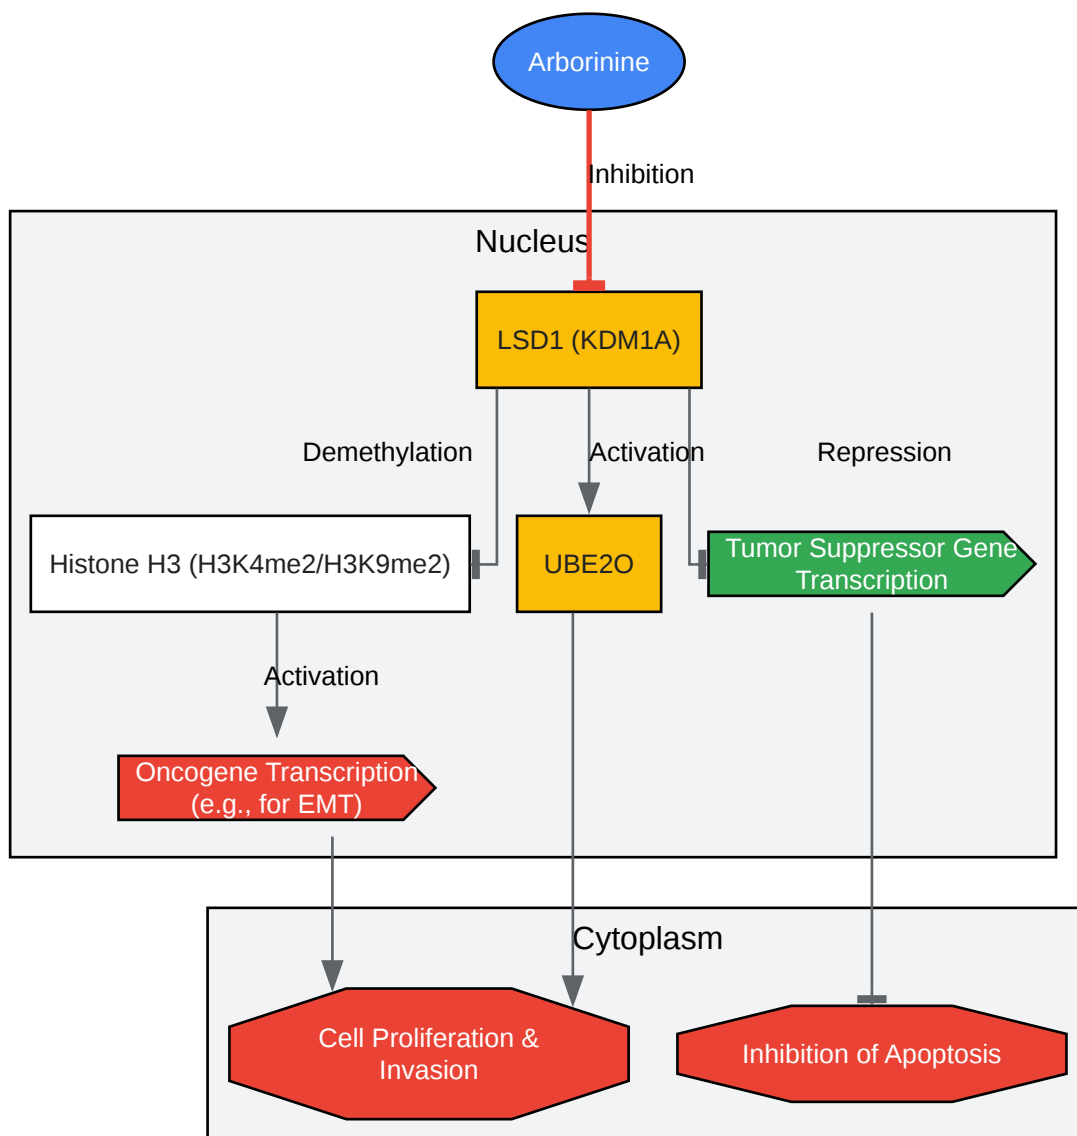 Arborinine
Inhibition
Nucleus
LSD1 (KDM1A)
Demethylation
Activation
Repression
Histone H3 (H3K4me2/H3K9me2)
UBE2O
Tumor Suppressor Gene
Transcription
Activation
Oncogene Transcription
(e.g., for EMT)
Cytoplasm
Cell Proliferation &
Invasion
Inhibition of Apoptosis